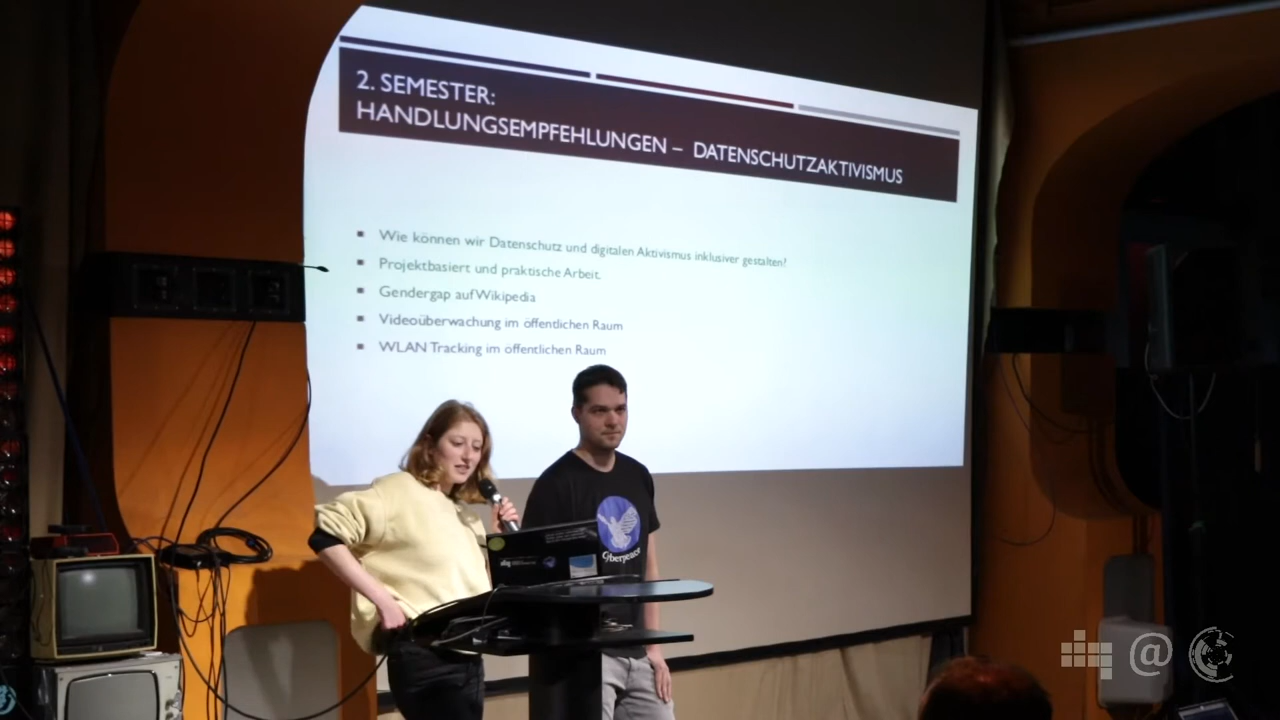 2. SEMESTER:
HANDLUNGSEMPFEHLUNGEN – DATENSCHUTZAKTIVISMUS
▪ Wie können wir Datenschutz und digitalen Aktivismus inklusiver gestalten?
▪ Projektbasiert und praktische Arbeit.
▪ Gendergap auf Wikipedia
▪ Videoüberwachung im öffentlichen Raum
▪ WLAN Tracking im öffentlichen Raum
Cyberpeace
@